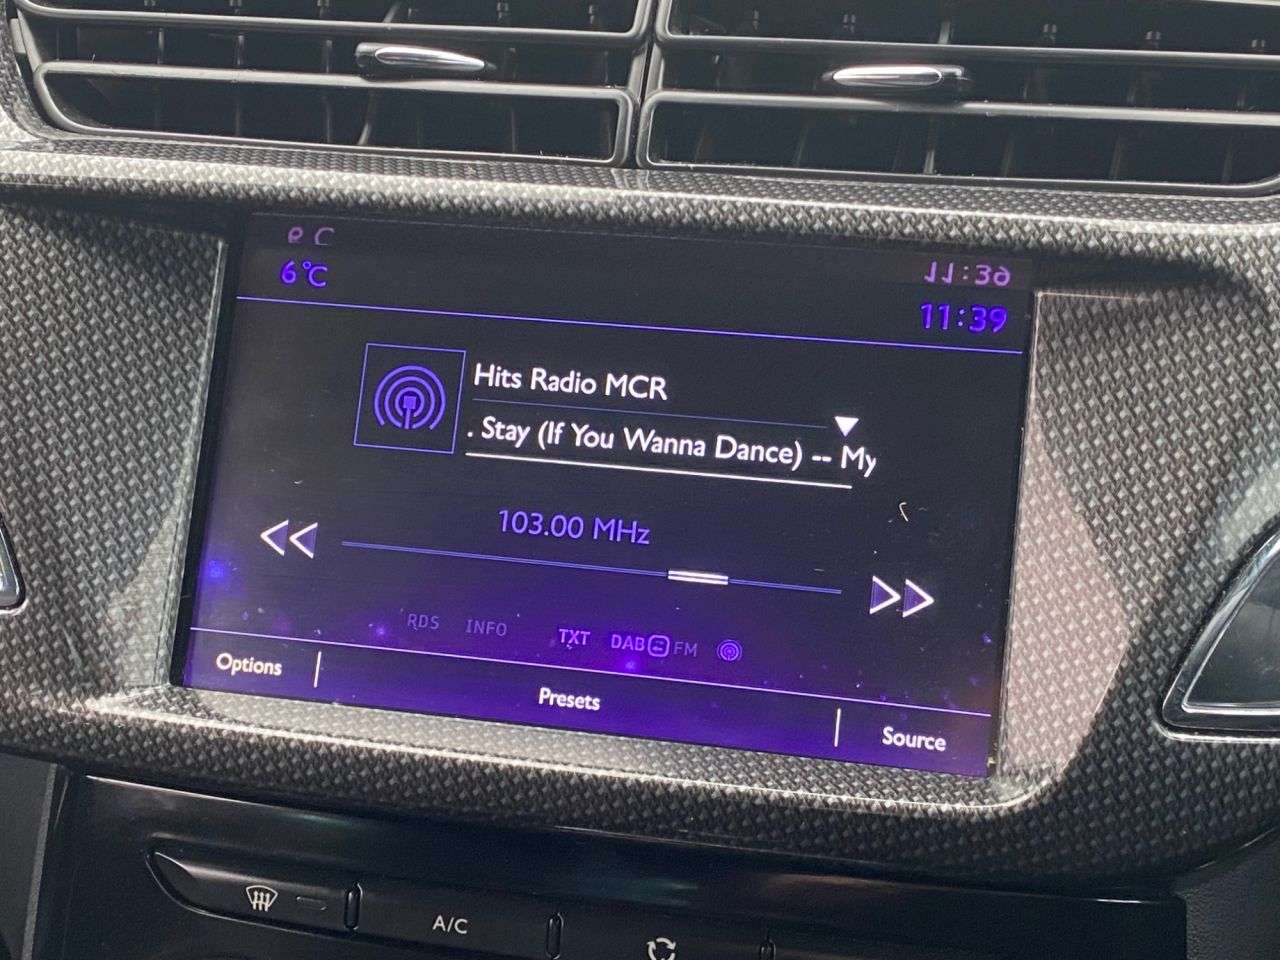 6°C
11:39
Hits Radio MCR
. Stay (If You Wanna Dance) -- My
103.00 MHz
RDS INFO TXT DAB FM
Options Presets Source
A/C